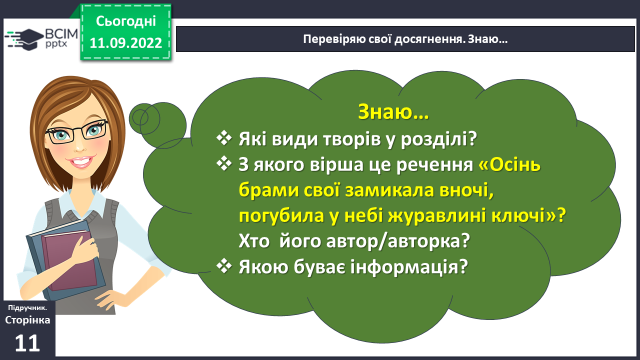 Сьогодні
11.09.2022
BCIM
pptx
Перевіряю свої досягнення. Знаю…
Знаю…
❖ Які види творів у розділі?
❖ З якого вірша це речення «Осінь
брами свої замикала вночі,
погубила у небі журавлині ключі»?
Хто його автор/авторка?
❖ Якою буває інформація?
Підручник.
Сторінка
11